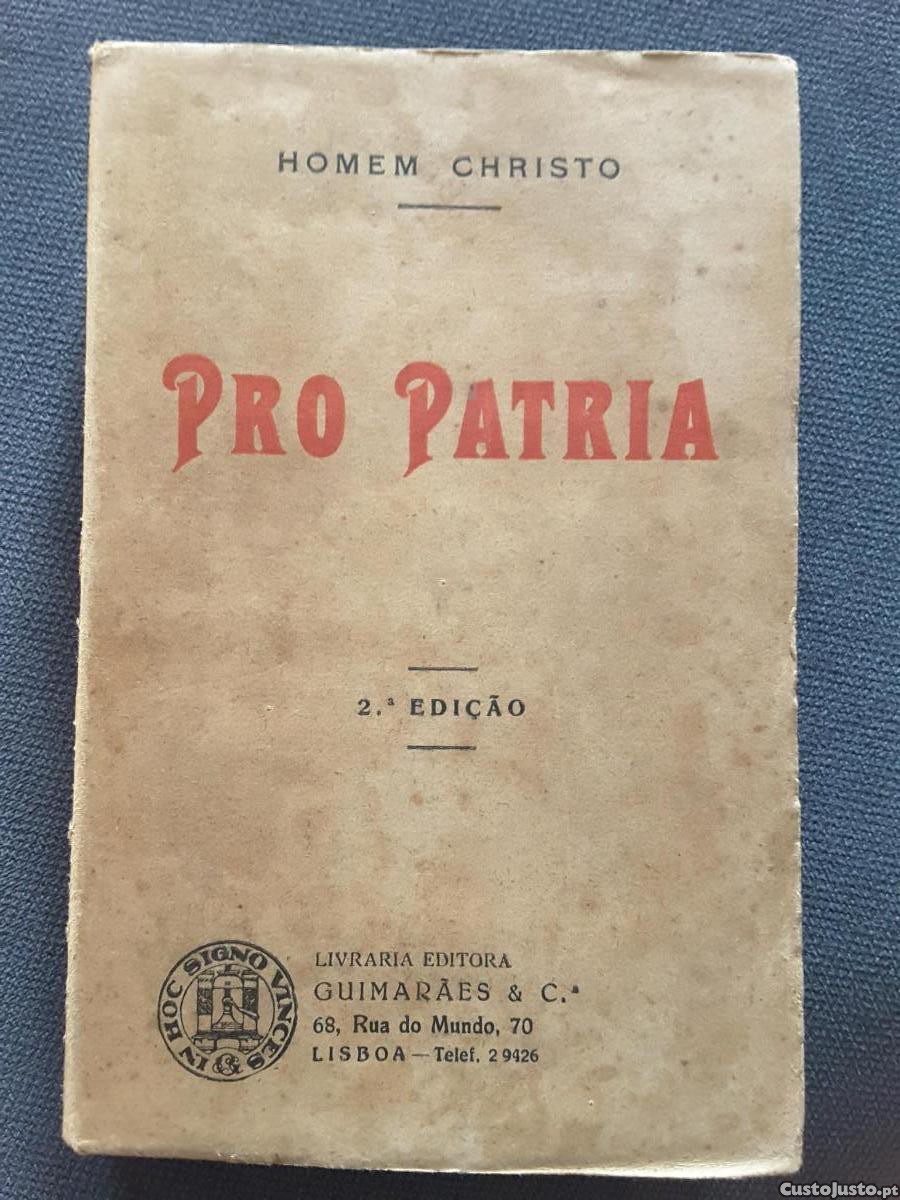 HOMEM CHRISTO
PRO PATRIA
2.ª EDIÇÃO
IN HOC SIGNO VINCES
LIVRARIA EDITORA
GUIMARÃES & C.ª
68, Rua do Mundo, 70
LISBOA — Telef. 2 9426
CustoJusto.pt